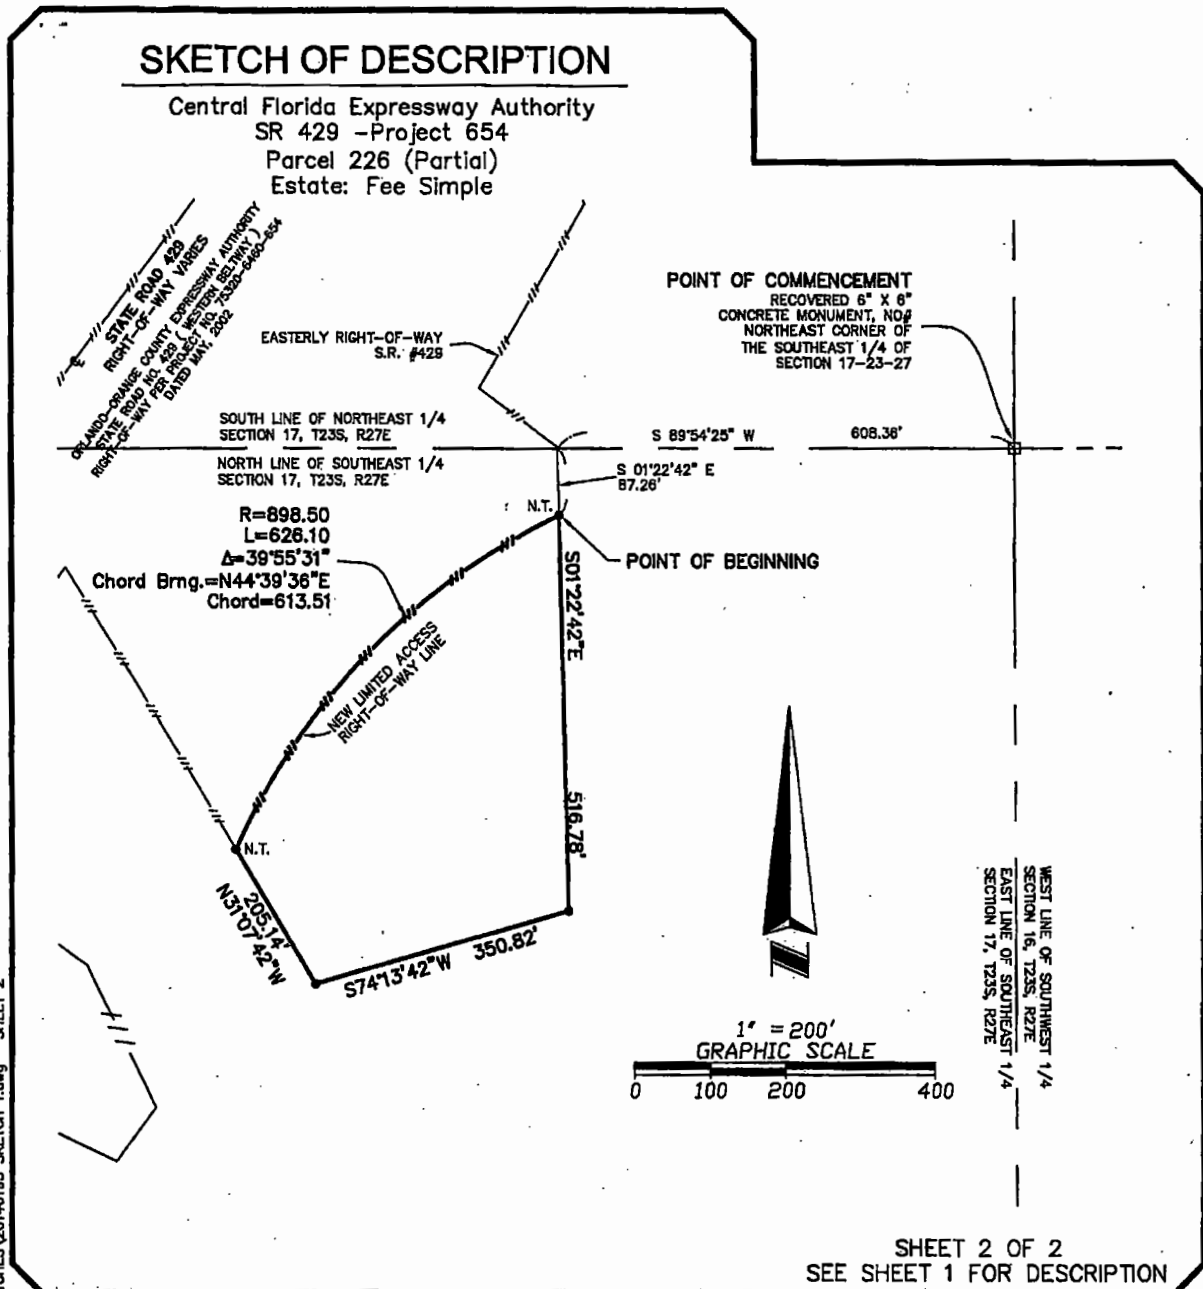 SKETCH OF DESCRIPTION
Central Florida Expressway Authority
SR 429 -Project 654
Parcel 226 (Partial)
Estate: Fee Simple
STATE ROAD 429
RIGHT-OF-WAY VARIES
ORLANDO-ORANGE COUNTY EXPRESSWAY AUTHORITY
STATE ROAD NO. 429 ( WESTERN BELTWAY )
RIGHT-OF-WAY PER PROJECT NO. 75320-6460-654
DATED MAY, 2002
EASTERLY RIGHT-OF-WAY
S.R. #429
POINT OF COMMENCEMENT
RECOVERED 6" X 6"
CONCRETE MONUMENT, NO#
NORTHEAST CORNER OF
THE SOUTHEAST 1/4 OF
SECTION 17-23-27
SOUTH LINE OF NORTHEAST 1/4
SECTION 17, T23S, R27E
NORTH LINE OF SOUTHEAST 1/4
SECTION 17, T23S, R27E
S 89°54'25" W 608.36'
S 01°22'42" E
87.26'
N.T.
POINT OF BEGINNING
R=898.50
L=626.10
Δ=39°55'31"
Chord Brng.=N44°39'36"E
Chord=613.51
NEW LIMITED ACCESS
RIGHT-OF-WAY LINE
S01°22'42"E
516.78'
N.T.
205.14'
N31°07'42"W
S74°13'42"W 350.82'
WEST LINE OF SOUTHWEST 1/4
SECTION 16, T23S, R27E
EAST LINE OF SOUTHEAST 1/4
SECTION 17, T23S, R27E
1" =200'
GRAPHIC SCALE
0 100 200 400
SHEET 2 OF 2
SEE SHEET 1 FOR DESCRIPTION